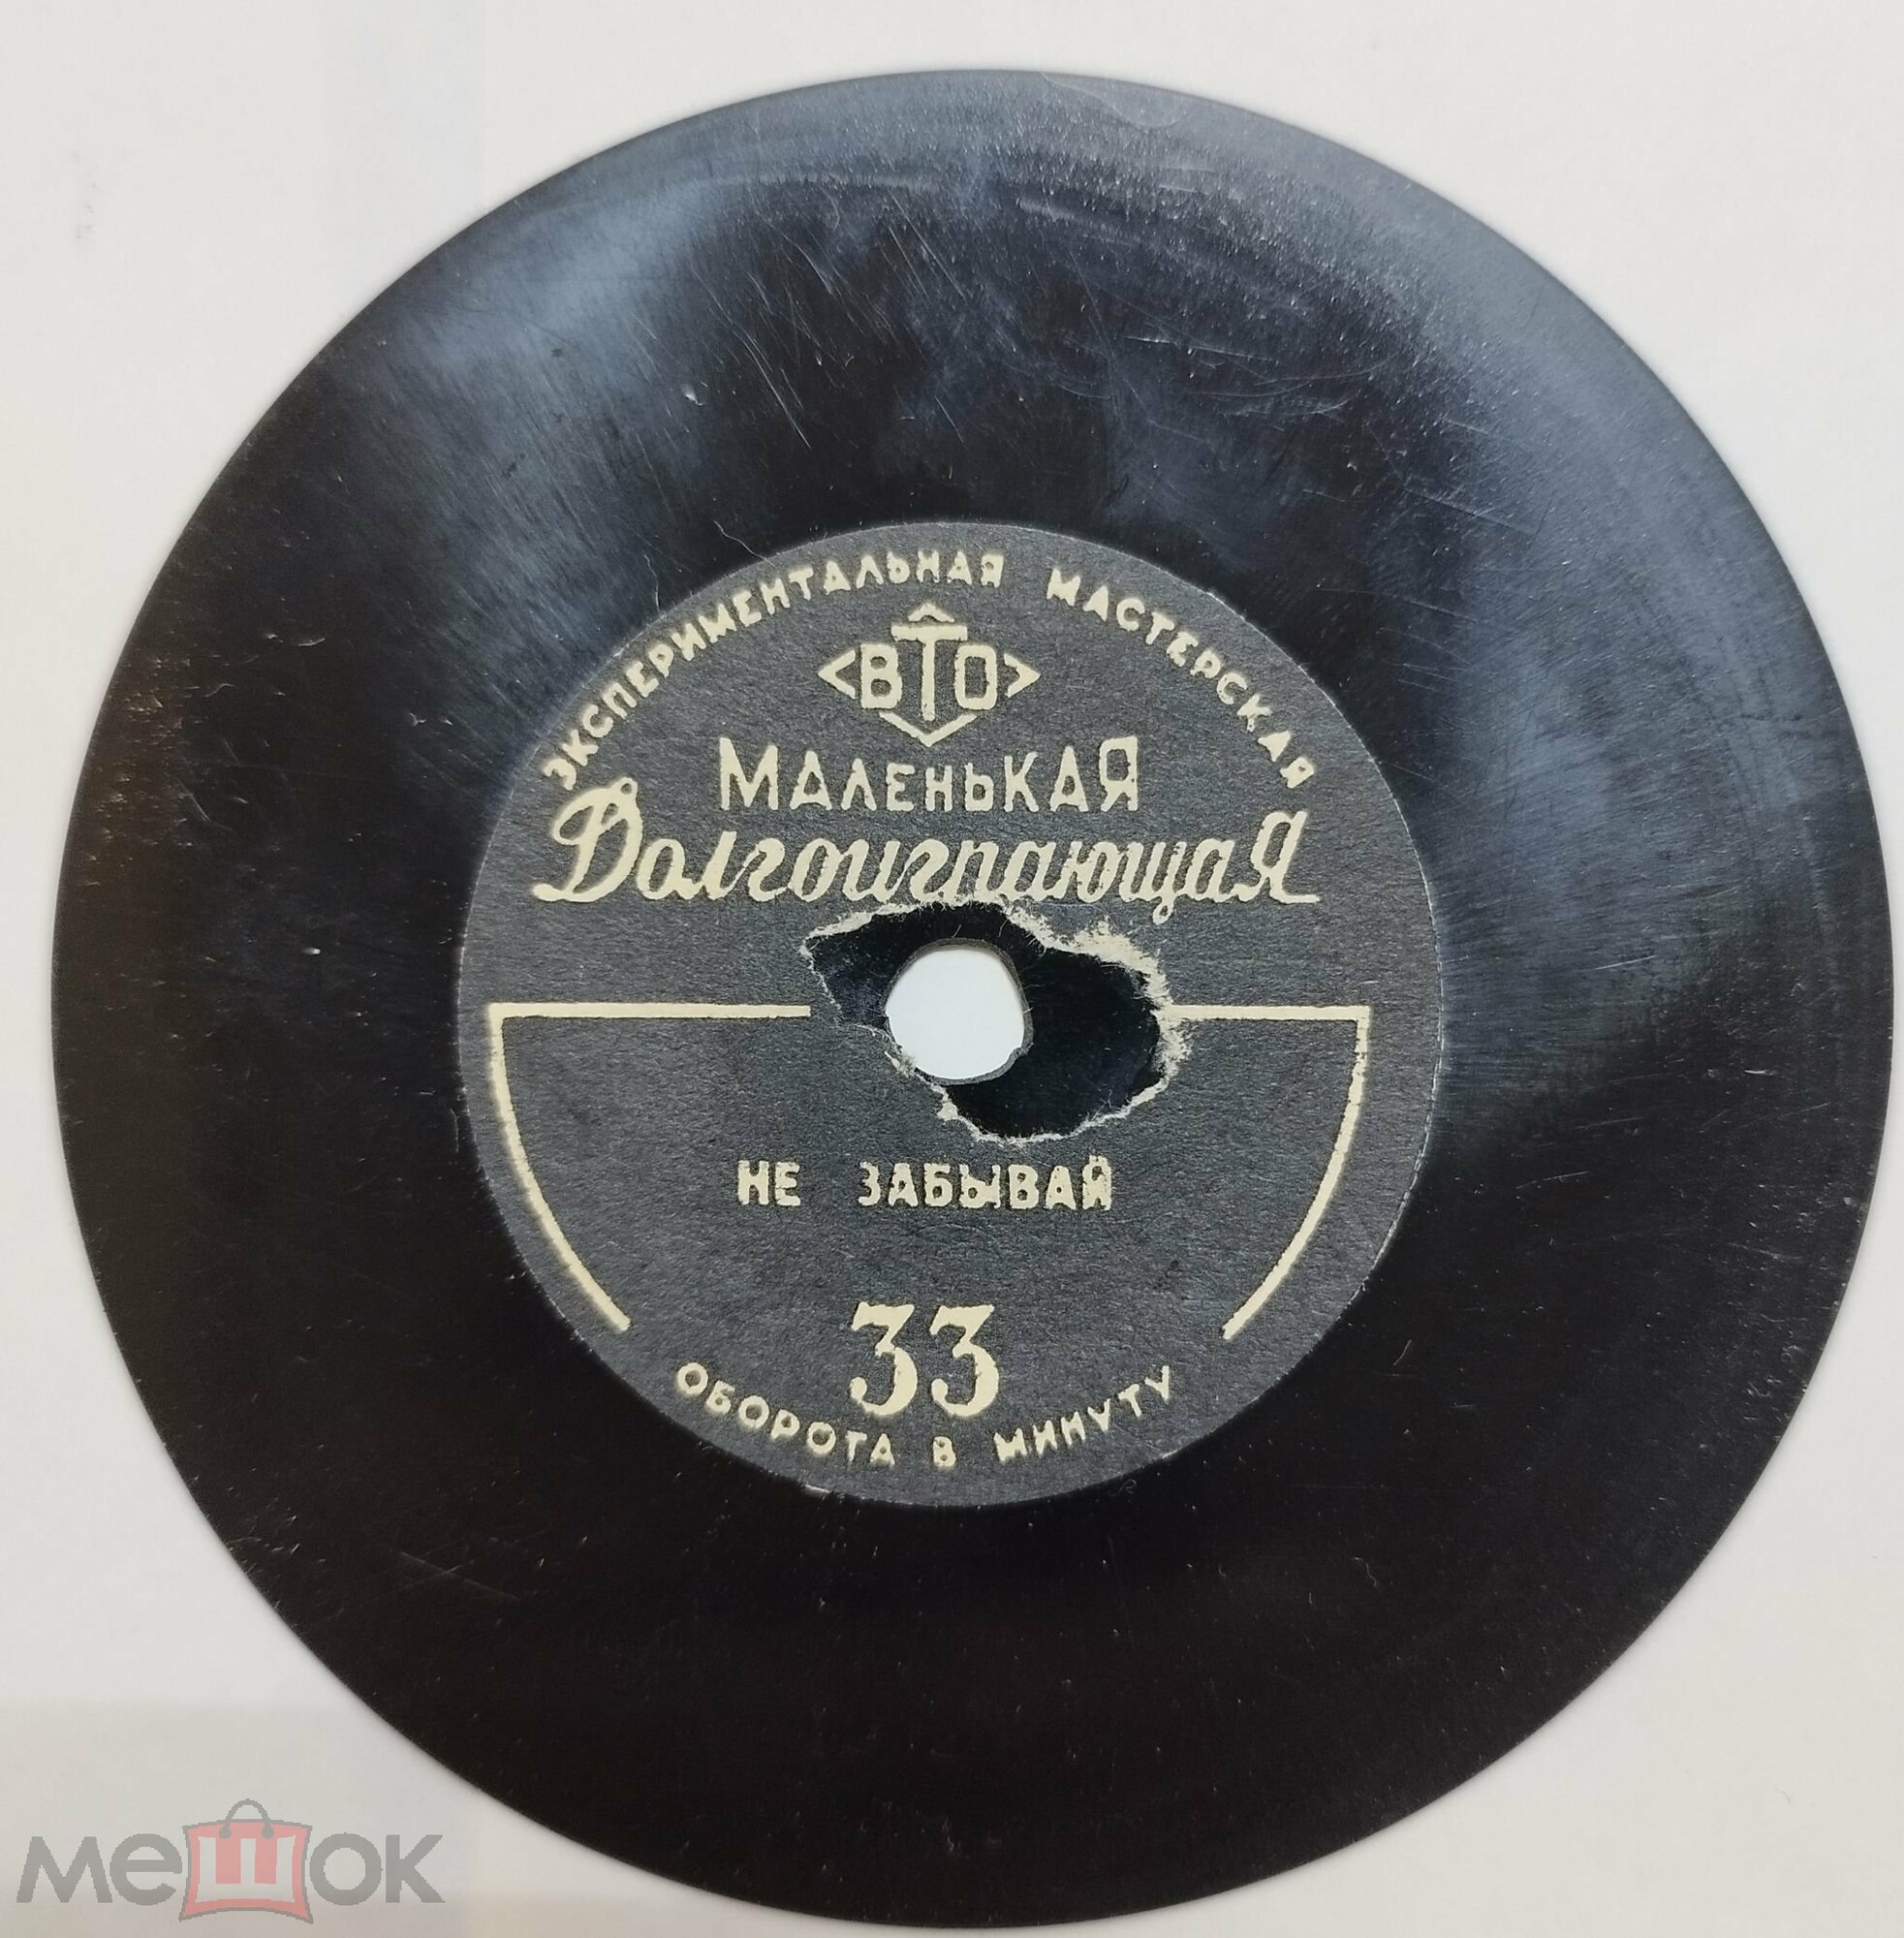 ЭКСПЕРИМЕНТАЛЬНАЯ МАСТЕРСКАЯ
ВТО
МАЛЕНЬКАЯ
ДолгоиграющаЯ
НЕ ЗАБЫВАЙ
33
ОБОРОТА В МИНУТУ
мешок